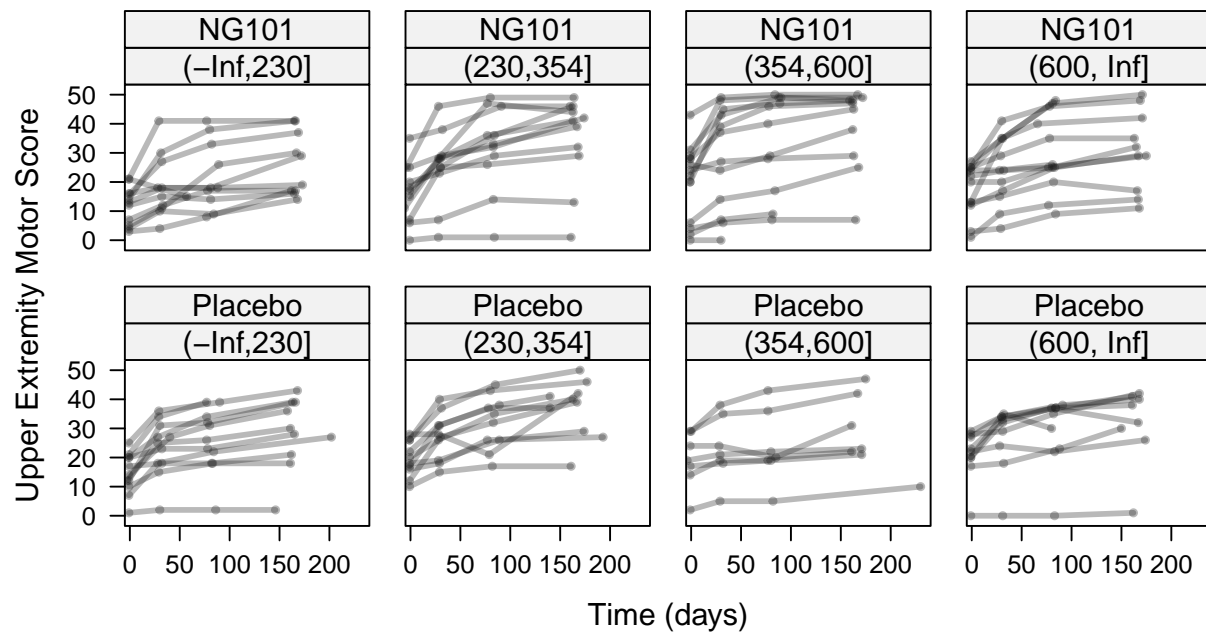 NG101 NG101 NG101 NG101
(−Inf,230] (230,354] (354,600] (600, Inf]
50
40
30
20
10
0
Upper Extremity Motor Score
Placebo Placebo Placebo Placebo
(−Inf,230] (230,354] (354,600] (600, Inf]
50
40
30
20
10
0
0 50 100 150 200 0 50 100 150 200 0 50 100 150 200 0 50 100 150 200
Time (days)